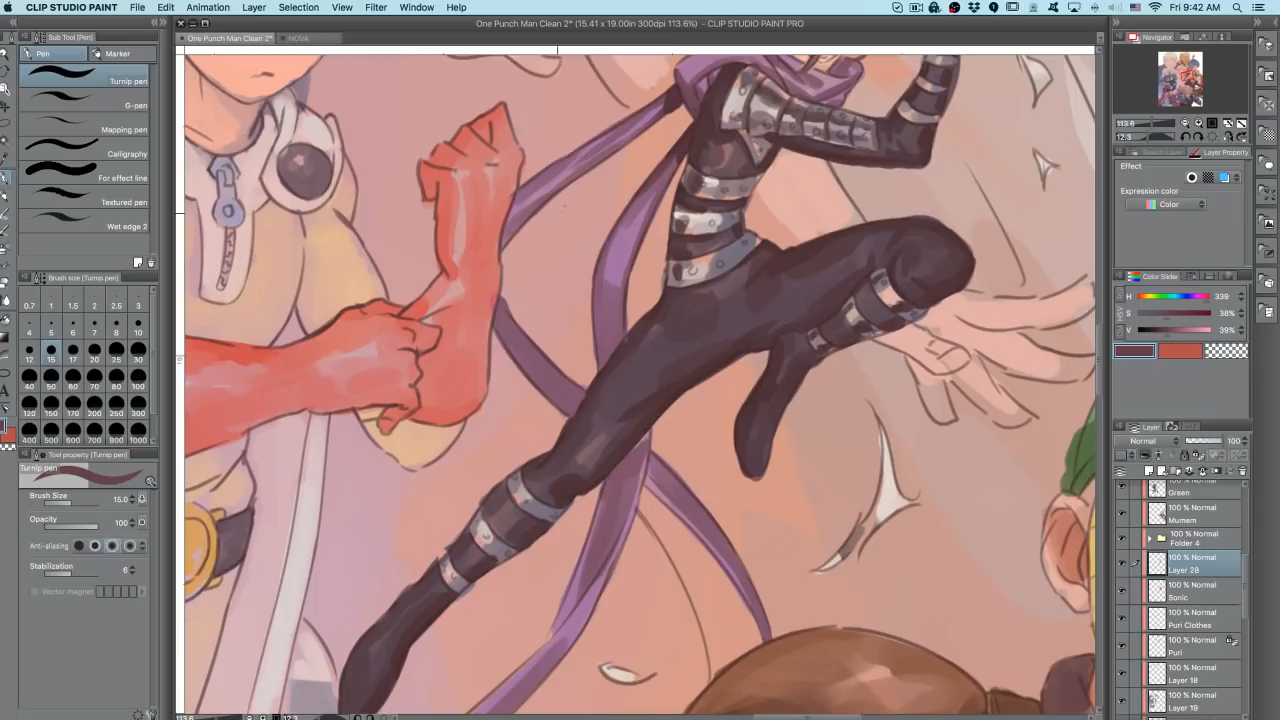 CLIP STUDIO PAINT File Edit Animation Layer Selection View Filter Window Help Fri 9:42 AM
One Punch Man Clean 2* (15.41 x 19.00in 300dpi 113.6%) - CLIP STUDIO PAINT PRO
One Punch Man Clean 2* NOVA
Sub Tool [Pen]
Pen Marker
Turnip pen
G-pen
Mapping pen
Calligraphy
For effect line
Textured pen
Wet edge 2
Brush size [Turnip pen]
0.7 1 1.5 2 2.5 3
4 5 6 7 8 10
12 15 17 20 25 30
40 50 60 70 80 100
120 150 170 200 250 300
400 500 600 700 800 1000
Tool property [Turnip pen]
Turnip pen
Brush Size 15.0
Opacity 100
Anti-aliasing
Stabilization 6
Vector magnet
113.6 12.3
Navigator
113.6
12.3
Search Layer Layer Property
Effect
Expression color
Color
Color Slider
H 339
S 38%
V 39%
Layer
Normal 100
100 % Normal
Green
100 % Normal
Mumem
100 % Normal
Folder 4
100 % Normal
Layer 28
100 % Normal
Sonic
100 % Normal
Puri Clothes
100 % Normal
Puri
100 % Normal
Layer 18
100 % Normal
Layer 19